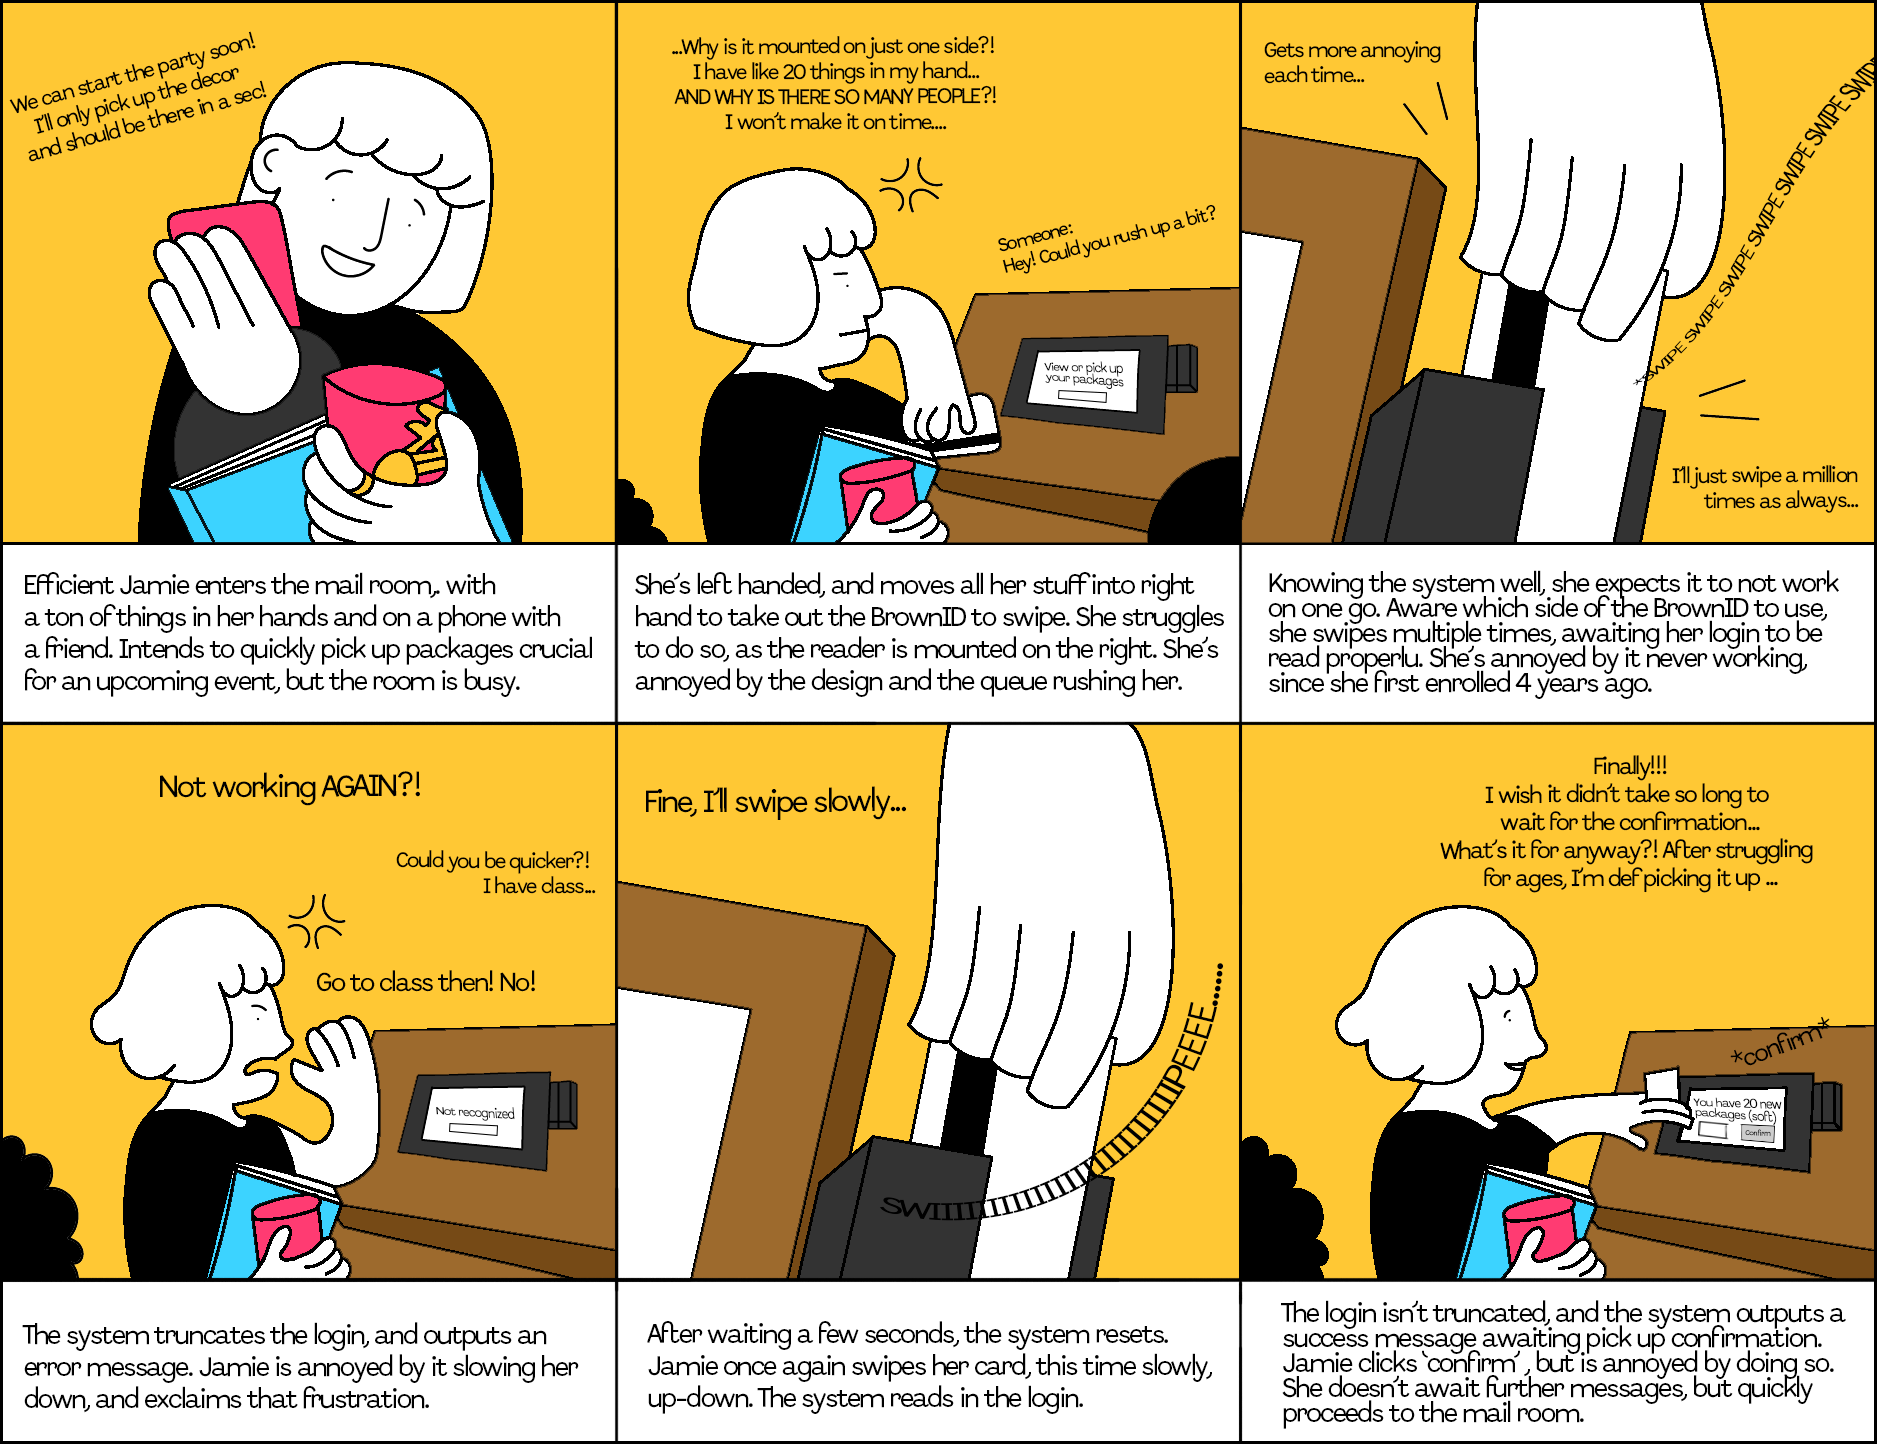 We can start the party soon!
I'll only pick up the decor
and should be there in a sec!
Efficient Jamie enters the mail room,. with
a ton of things in her hands and on a phone with
a friend. Intends to quickly pick up packages crucial
for an upcoming event, but the room is busy.
...Why is it mounted on just one side?!
I have like 20 things in my hand...
AND WHY IS THERE SO MANY PEOPLE?!
I won't make it on time....
Someone:
Hey! Could you rush up a bit?
View or pick up
your packages
She's left handed, and moves all her stuff into right
hand to take out the BrownID to swipe. She struggles
to do so, as the reader is mounted on the right. She's
annoyed by the design and the queue rushing her.
Gets more annoying
each time...
*SWIPE SWIPE SWIPE SWIPE SWIPE SWIPE SWIPE SWIPE
I'll just swipe a million
times as always...
Knowing the system well, she expects it to not work
on one go. Aware which side of the BrownID to use,
she swipes multiple times, awaiting her login to be
read properlu. She's annoyed by it never working,
since she first enrolled 4 years ago.
Not working AGAIN?!
Could you be quicker?!
I have class...
Go to class then! No!
Not recognized
The system truncates the login, and outputs an
error message. Jamie is annoyed by it slowing her
down, and exclaims that frustration.
Fine, I'll swipe slowly...
SWIIIIIIIIIIIIIIIIIIIIIIIIPEEEE......
After waiting a few seconds, the system resets.
Jamie once again swipes her card, this time slowly,
up-down. The system reads in the login.
Finally!!!
I wish it didn't take so long to
wait for the confirmation...
What's it for anyway?! After struggling
for ages, I'm def picking it up ...
*confirm*
You have 20 new
packages (soft)
Confirm
The login isn't truncated, and the system outputs a
success message awaiting pick up confirmation.
Jamie clicks `confirm' , but is annoyed by doing so.
She doesn't await further messages, but quickly
proceeds to the mail room.